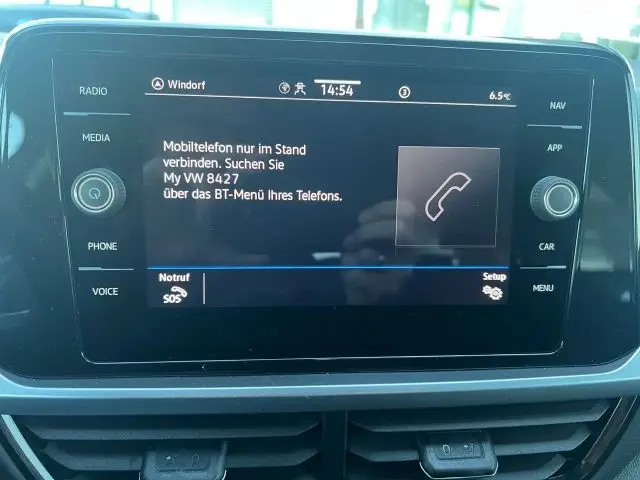 RADIO
MEDIA
PHONE
VOICE
Windorf
14:54
3
6.5°C
Mobiltelefon nur im Stand
verbinden. Suchen Sie
My VW 8427
über das BT-Menü Ihres Telefons.
Notruf
SOS
Setup
NAV
APP
CAR
MENU